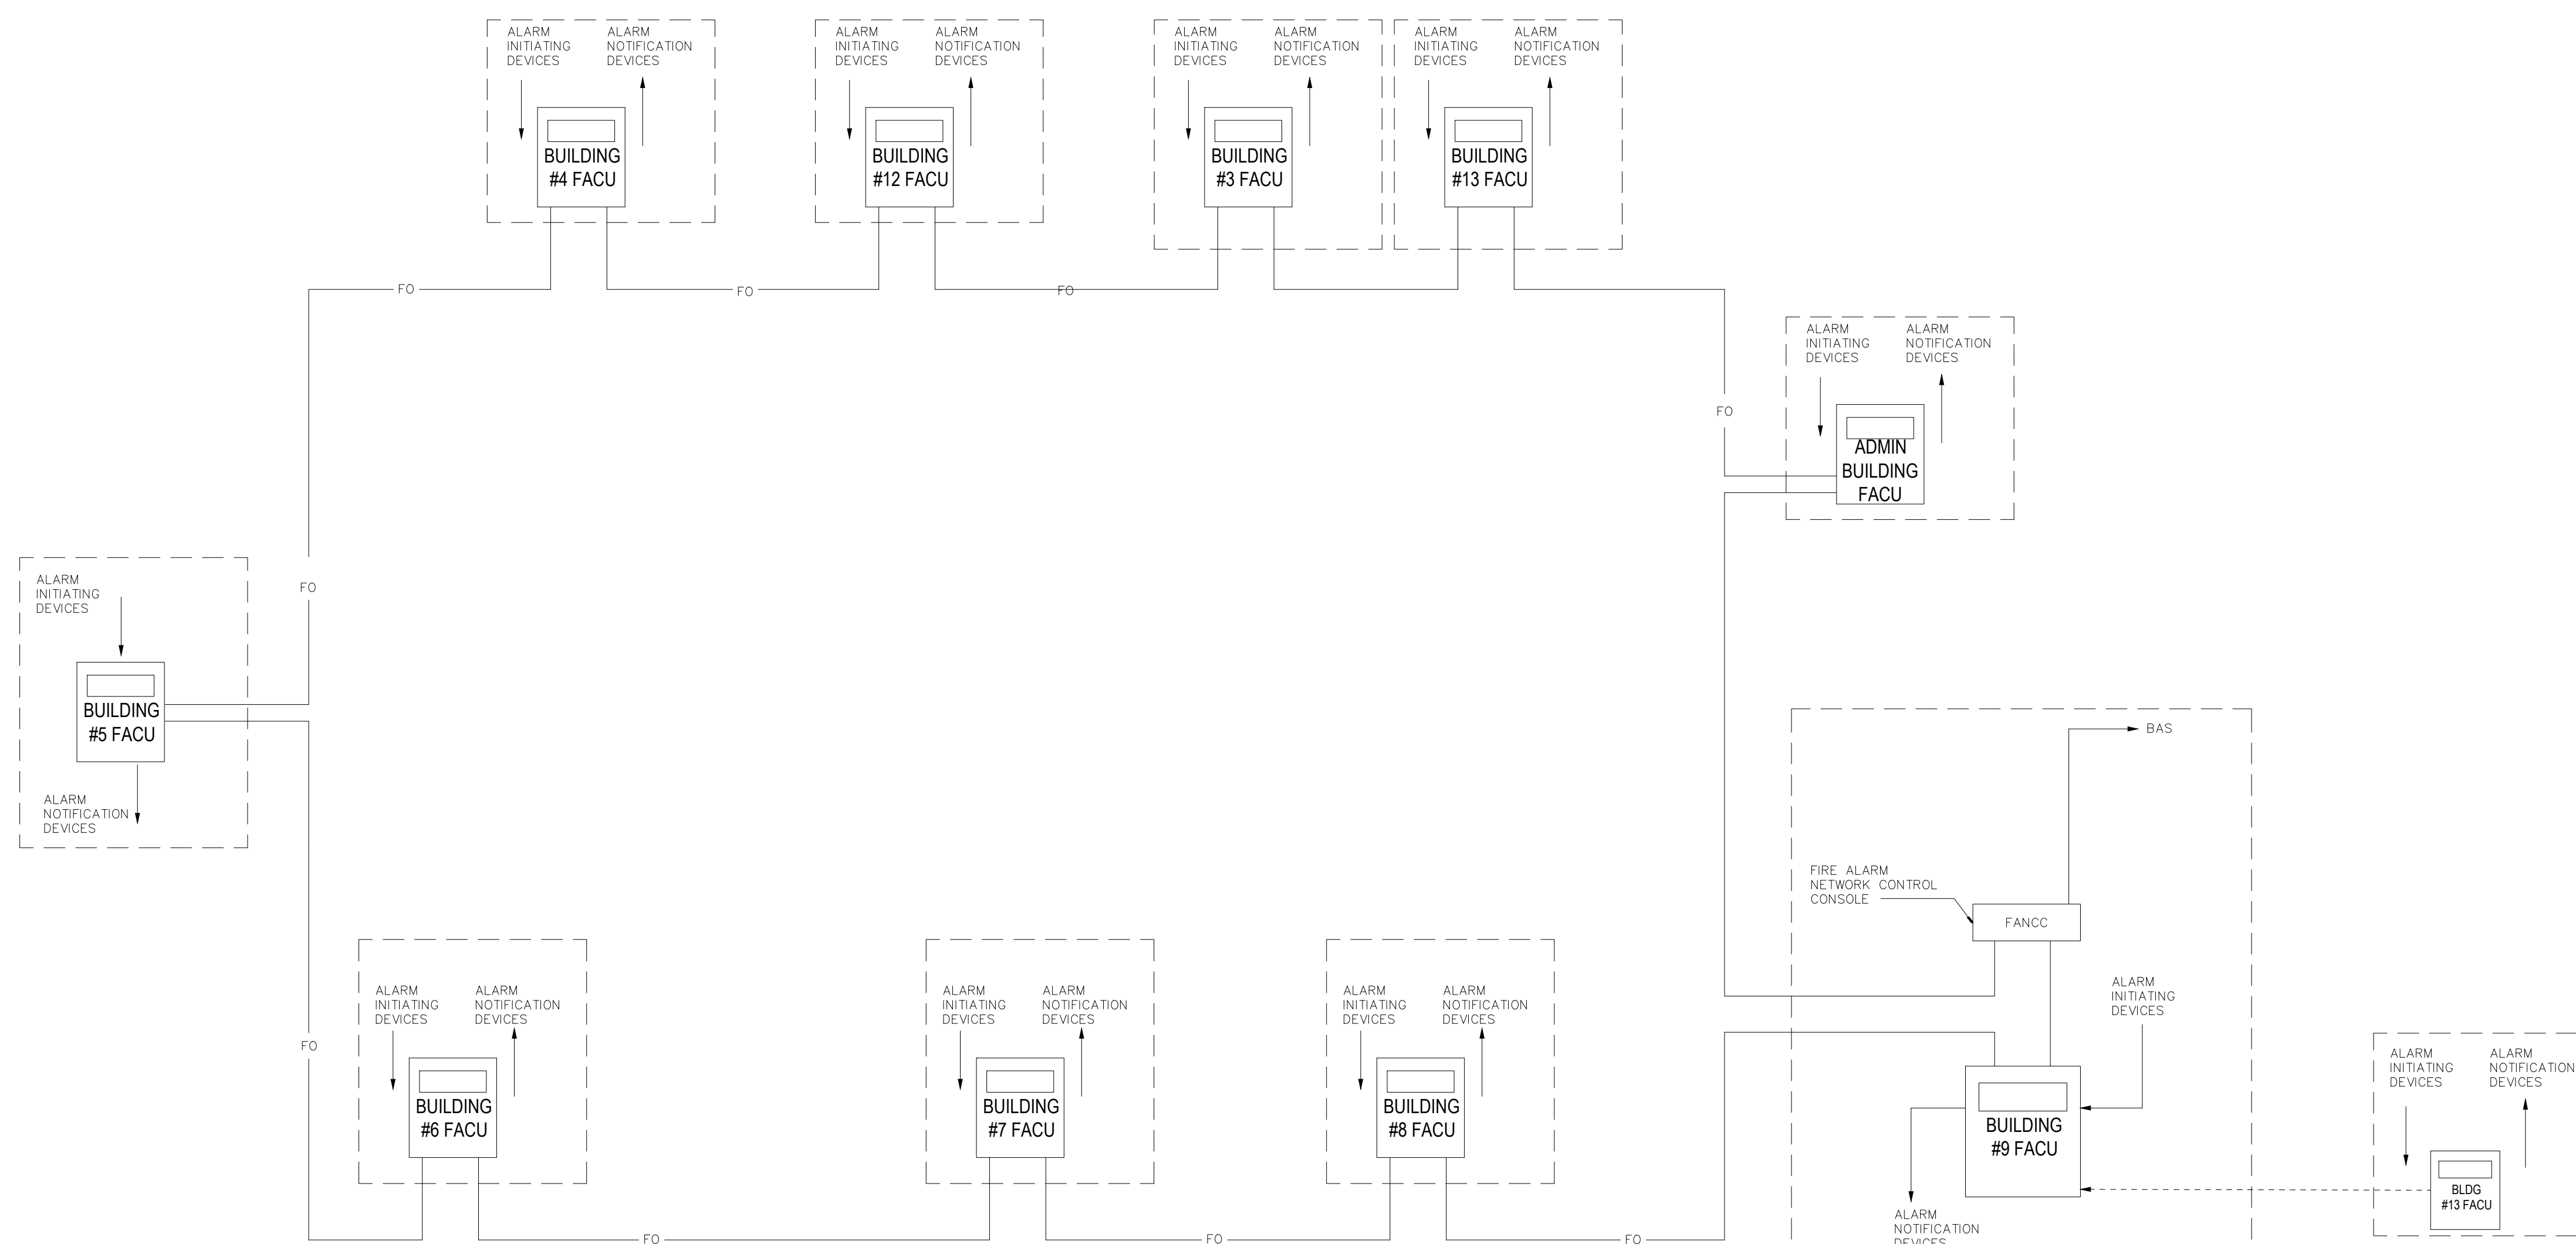 ALARM
INITIATING
DEVICES
ALARM
NOTIFICATION
DEVICES
BUILDING
#4 FACU
ALARM
INITIATING
DEVICES
ALARM
NOTIFICATION
DEVICES
BUILDING
#12 FACU
ALARM
INITIATING
DEVICES
ALARM
NOTIFICATION
DEVICES
BUILDING
#3 FACU
ALARM
INITIATING
DEVICES
ALARM
NOTIFICATION
DEVICES
BUILDING
#13 FACU
FO
FO
FO
ALARM
INITIATING
DEVICES
ALARM
NOTIFICATION
DEVICES
ADMIN
BUILDING
FACU
FO
FO
ALARM
INITIATING
DEVICES
BUILDING
#5 FACU
ALARM
NOTIFICATION
DEVICES
BAS
FIRE ALARM
NETWORK CONTROL
CONSOLE
FANCC
FO
ALARM
INITIATING
DEVICES
ALARM
NOTIFICATION
DEVICES
BUILDING
#6 FACU
ALARM
INITIATING
DEVICES
ALARM
NOTIFICATION
DEVICES
BUILDING
#7 FACU
ALARM
INITIATING
DEVICES
ALARM
NOTIFICATION
DEVICES
BUILDING
#8 FACU
ALARM
INITIATING
DEVICES
BUILDING
#9 FACU
ALARM
NOTIFICATION
DEVICES
ALARM
INITIATING
DEVICES
ALARM
NOTIFICATION
DEVICES
BLDG
#13 FACU
FO
FO
FO